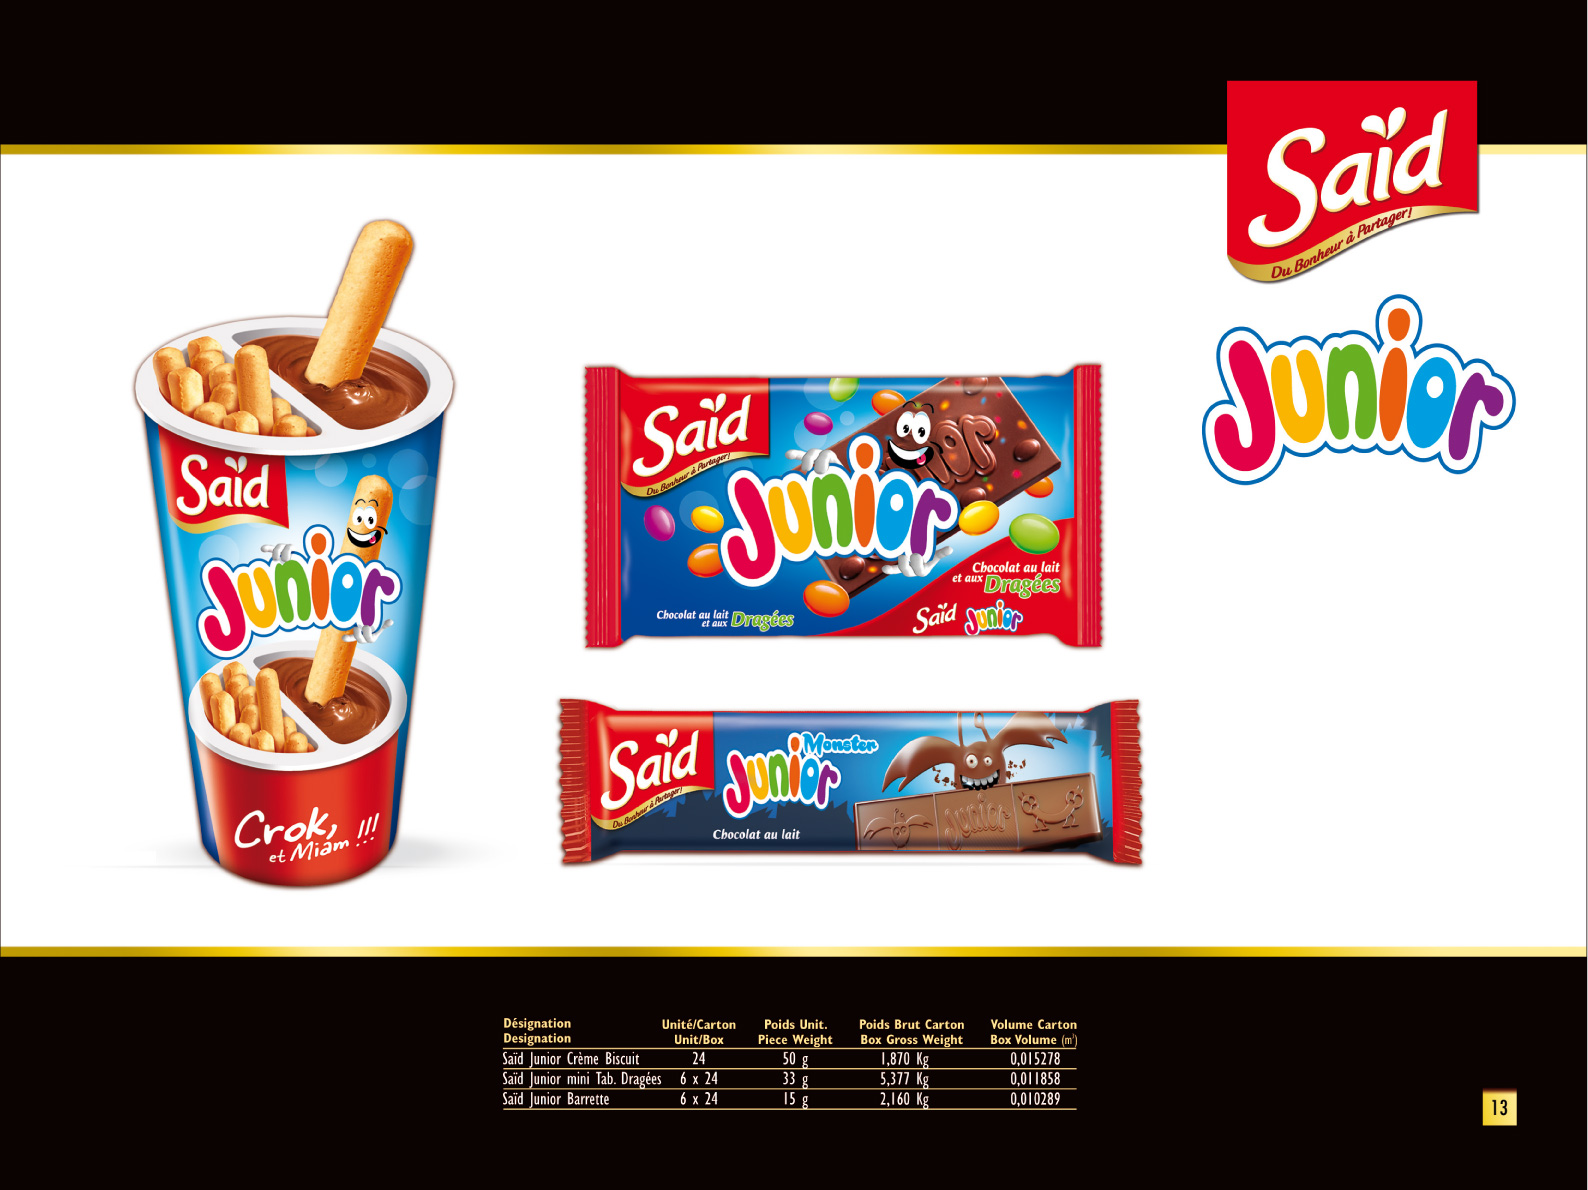 Saïd
Du Bonheur à Partager!
Junior
Saïd
Junior
Crok,
et Miam !!!
Saïd
Du Bonheur à Partager!
Junior
Chocolat au lait
et aux Dragées
Chocolat au lait
et aux Dragées
Saïd Junior
Saïd
Du Bonheur à Partager!
Monster
Junior
Chocolat au lait
Junior
Désignation Unité/Carton Poids Unit. Poids Brut Carton Volume Carton
Designation Unit/Box Piece Weight Box Gross Weight Box Volume (m³)
Saïd Junior Crème Biscuit 24 50 g 1,870 Kg 0,015278
Saïd Junior mini Tab. Dragées 6 x 24 33 g 5,377 Kg 0,011858
Saïd Junior Barrette 6 x 24 15 g 2,160 Kg 0,010289
13